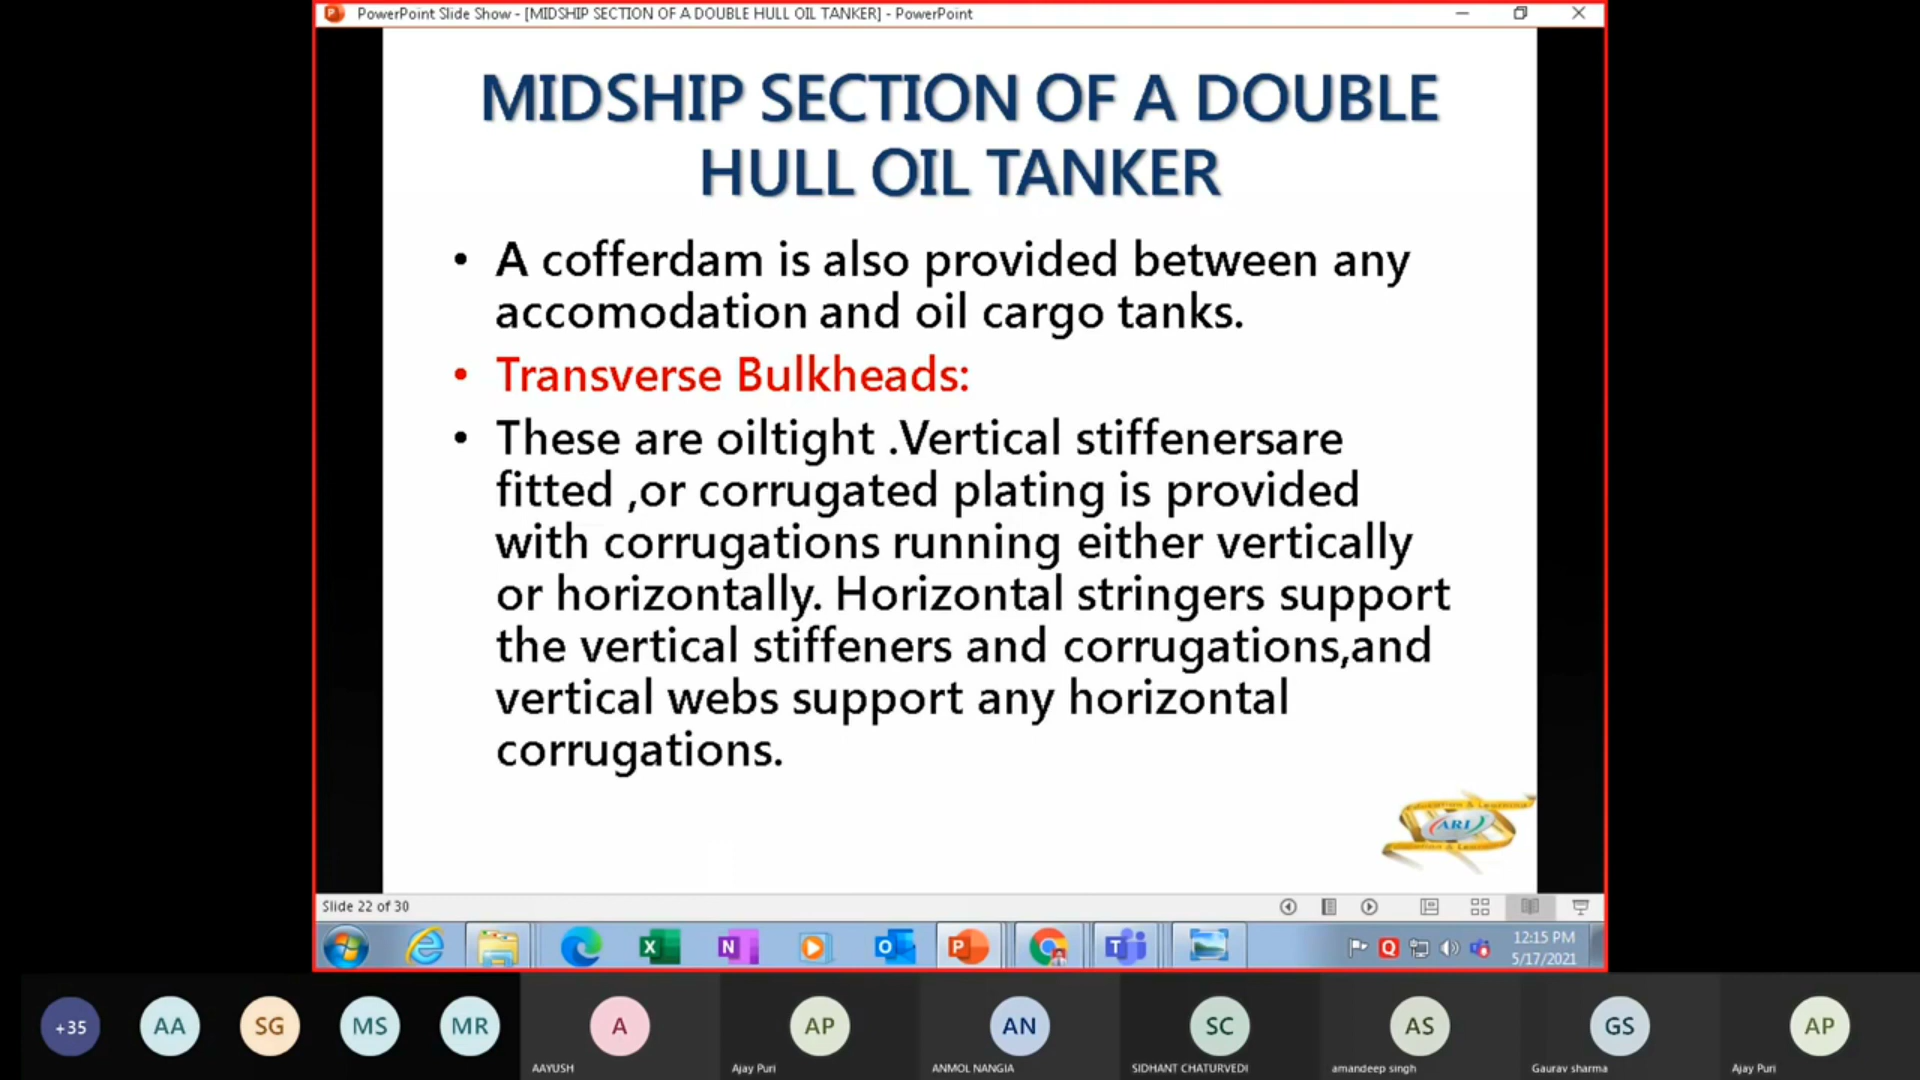 PowerPoint Slide Show - [MIDSHIP SECTION OF A DOUBLE HULL OIL TANKER] - PowerPoint
MIDSHIP SECTION OF A DOUBLE
HULL OIL TANKER
• A cofferdam is also provided between any
accomodation and oil cargo tanks.
• Transverse Bulkheads:
• These are oiltight .Vertical stiffenersare
fitted ,or corrugated plating is provided
with corrugations running either vertically
or horizontally. Horizontal stringers support
the vertical stiffeners and corrugations,and
vertical webs support any horizontal
corrugations.
ARI
Slide 22 of 30
12:15 PM
5/17/2021
+35 AA SG MS MR A AP AN SC AS GS AP
AAYUSH Ajay Puri ANMOL NANGIA SIDHANT CHATURVEDI amandeep singh Gaurav sharma Ajay Puri